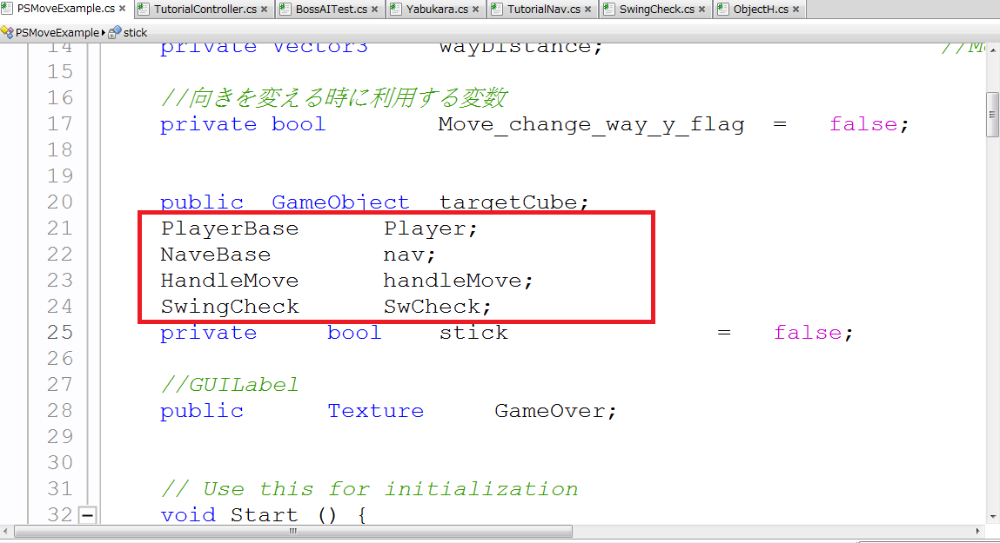 PSMoveExample.cs × TutorialController.cs × BossAITest.cs × Yabukara.cs × TutorialNav.cs × SwingCheck.cs × ObjectH.cs ×
PSMoveExample stick
14 private Vector3 wayDistance; //M
15
16 //向きを変える時に利用する変数
17 private bool Move_change_way_y_flag = false;
18
19
20 public GameObject targetCube;
21 PlayerBase Player;
22 NaveBase nav;
23 HandleMove handleMove;
24 SwingCheck SwCheck;
25 private bool stick = false;
26
27 //GUILabel
28 public Texture GameOver;
29
30
31 // Use this for initialization
32 void Start () {